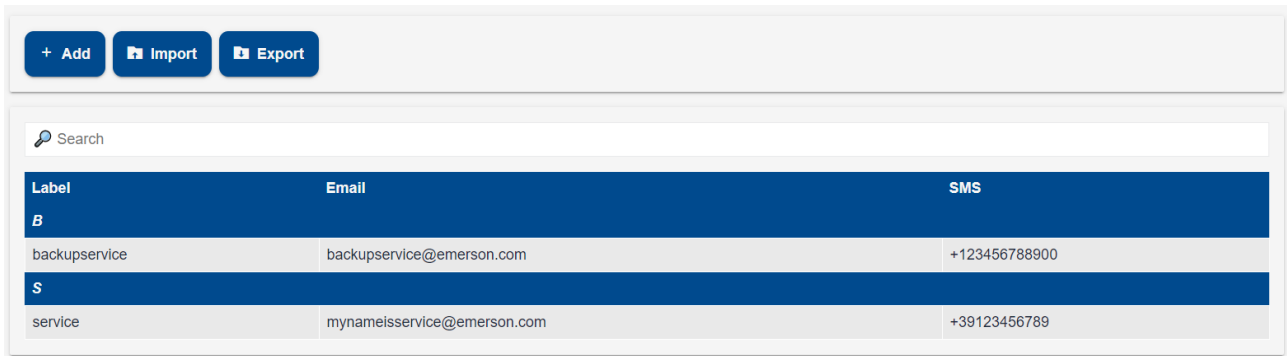 + Add Import Export
Search
Label Email SMS
B
backupservice backupservice@emerson.com +123456788900
S
service mynameisservice@emerson.com +39123456789